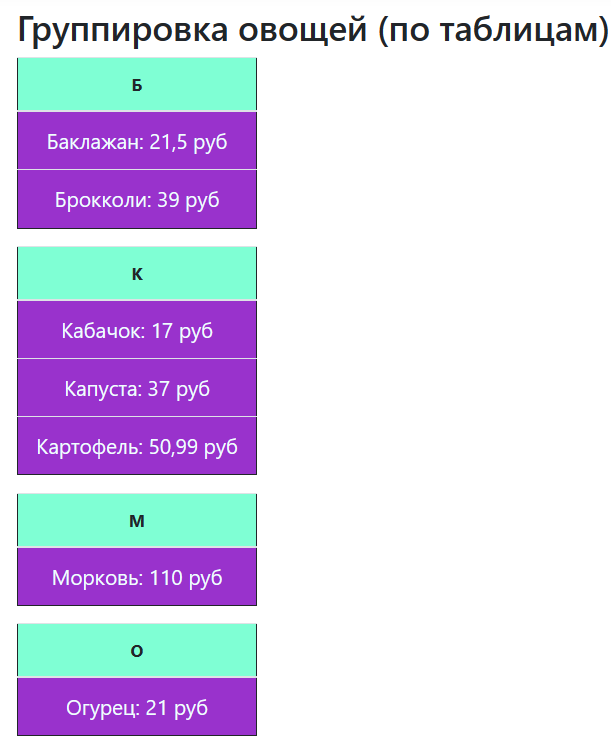 Группировка овощей (по таблицам)
Б
Баклажан: 21,5 руб
Брокколи: 39 руб
К
Кабачок: 17 руб
Капуста: 37 руб
Картофель: 50,99 руб
М
Морковь: 110 руб
О
Огурец: 21 руб